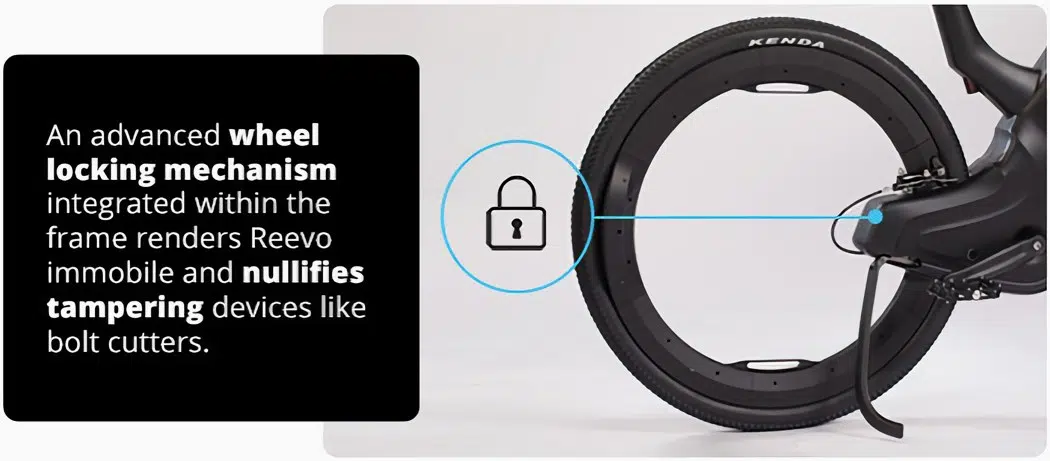 An advanced wheel
locking mechanism
integrated within the
frame renders Reevo
immobile and nullifies
tampering devices like
bolt cutters.
KENDA